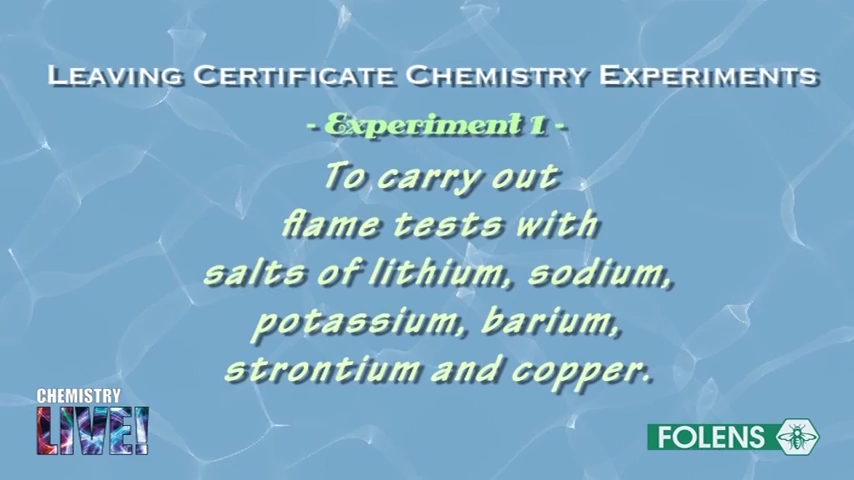 LEAVING CERTIFICATE CHEMISTRY EXPERIMENTS
- Experiment 1 -
To carry out
flame tests with
salts of lithium, sodium,
potassium, barium,
strontium and copper.
CHEMISTRY
LIVE!
FOLENS